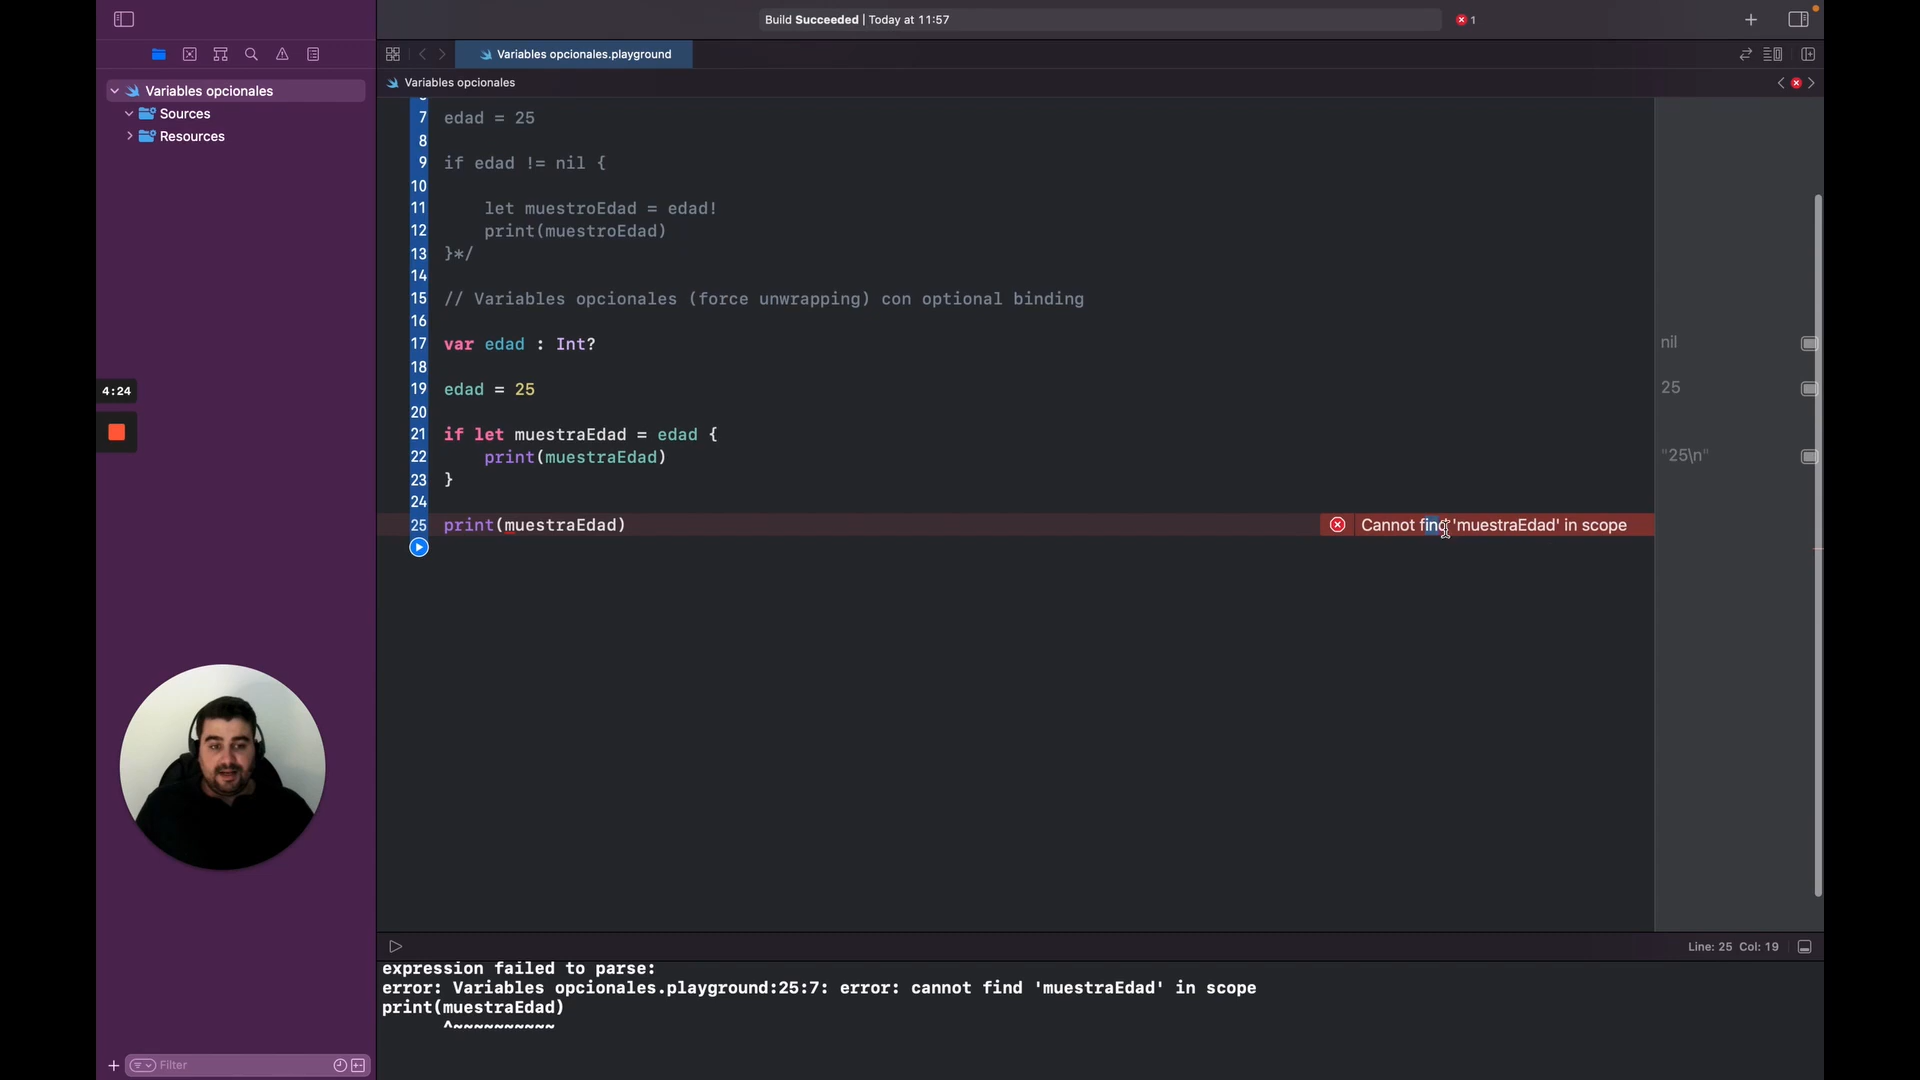 Build Succeeded | Today at 11:57
1
Variables opcionales.playground
Variables opcionales
Variables opcionales
Sources
Resources
7 edad = 25
8
9 if edad != nil {
10
11 let muestroEdad = edad!
12 print(muestroEdad)
13 }*/
14
15 // Variables opcionales (force unwrapping) con optional binding
16
17 var edad : Int?
nil
18
19 edad = 25
25
20
21 if let muestraEdad = edad {
22 print(muestraEdad)
"25\n"
23 }
24
25 print(muestraEdad)
Cannot find 'muestraEdad' in scope
4:24
Line: 25 Col: 19
expression failed to parse:
error: Variables opcionales.playground:25:7: error: cannot find 'muestraEdad' in scope
print(muestraEdad)
^~~~~~~~~~~
Filter